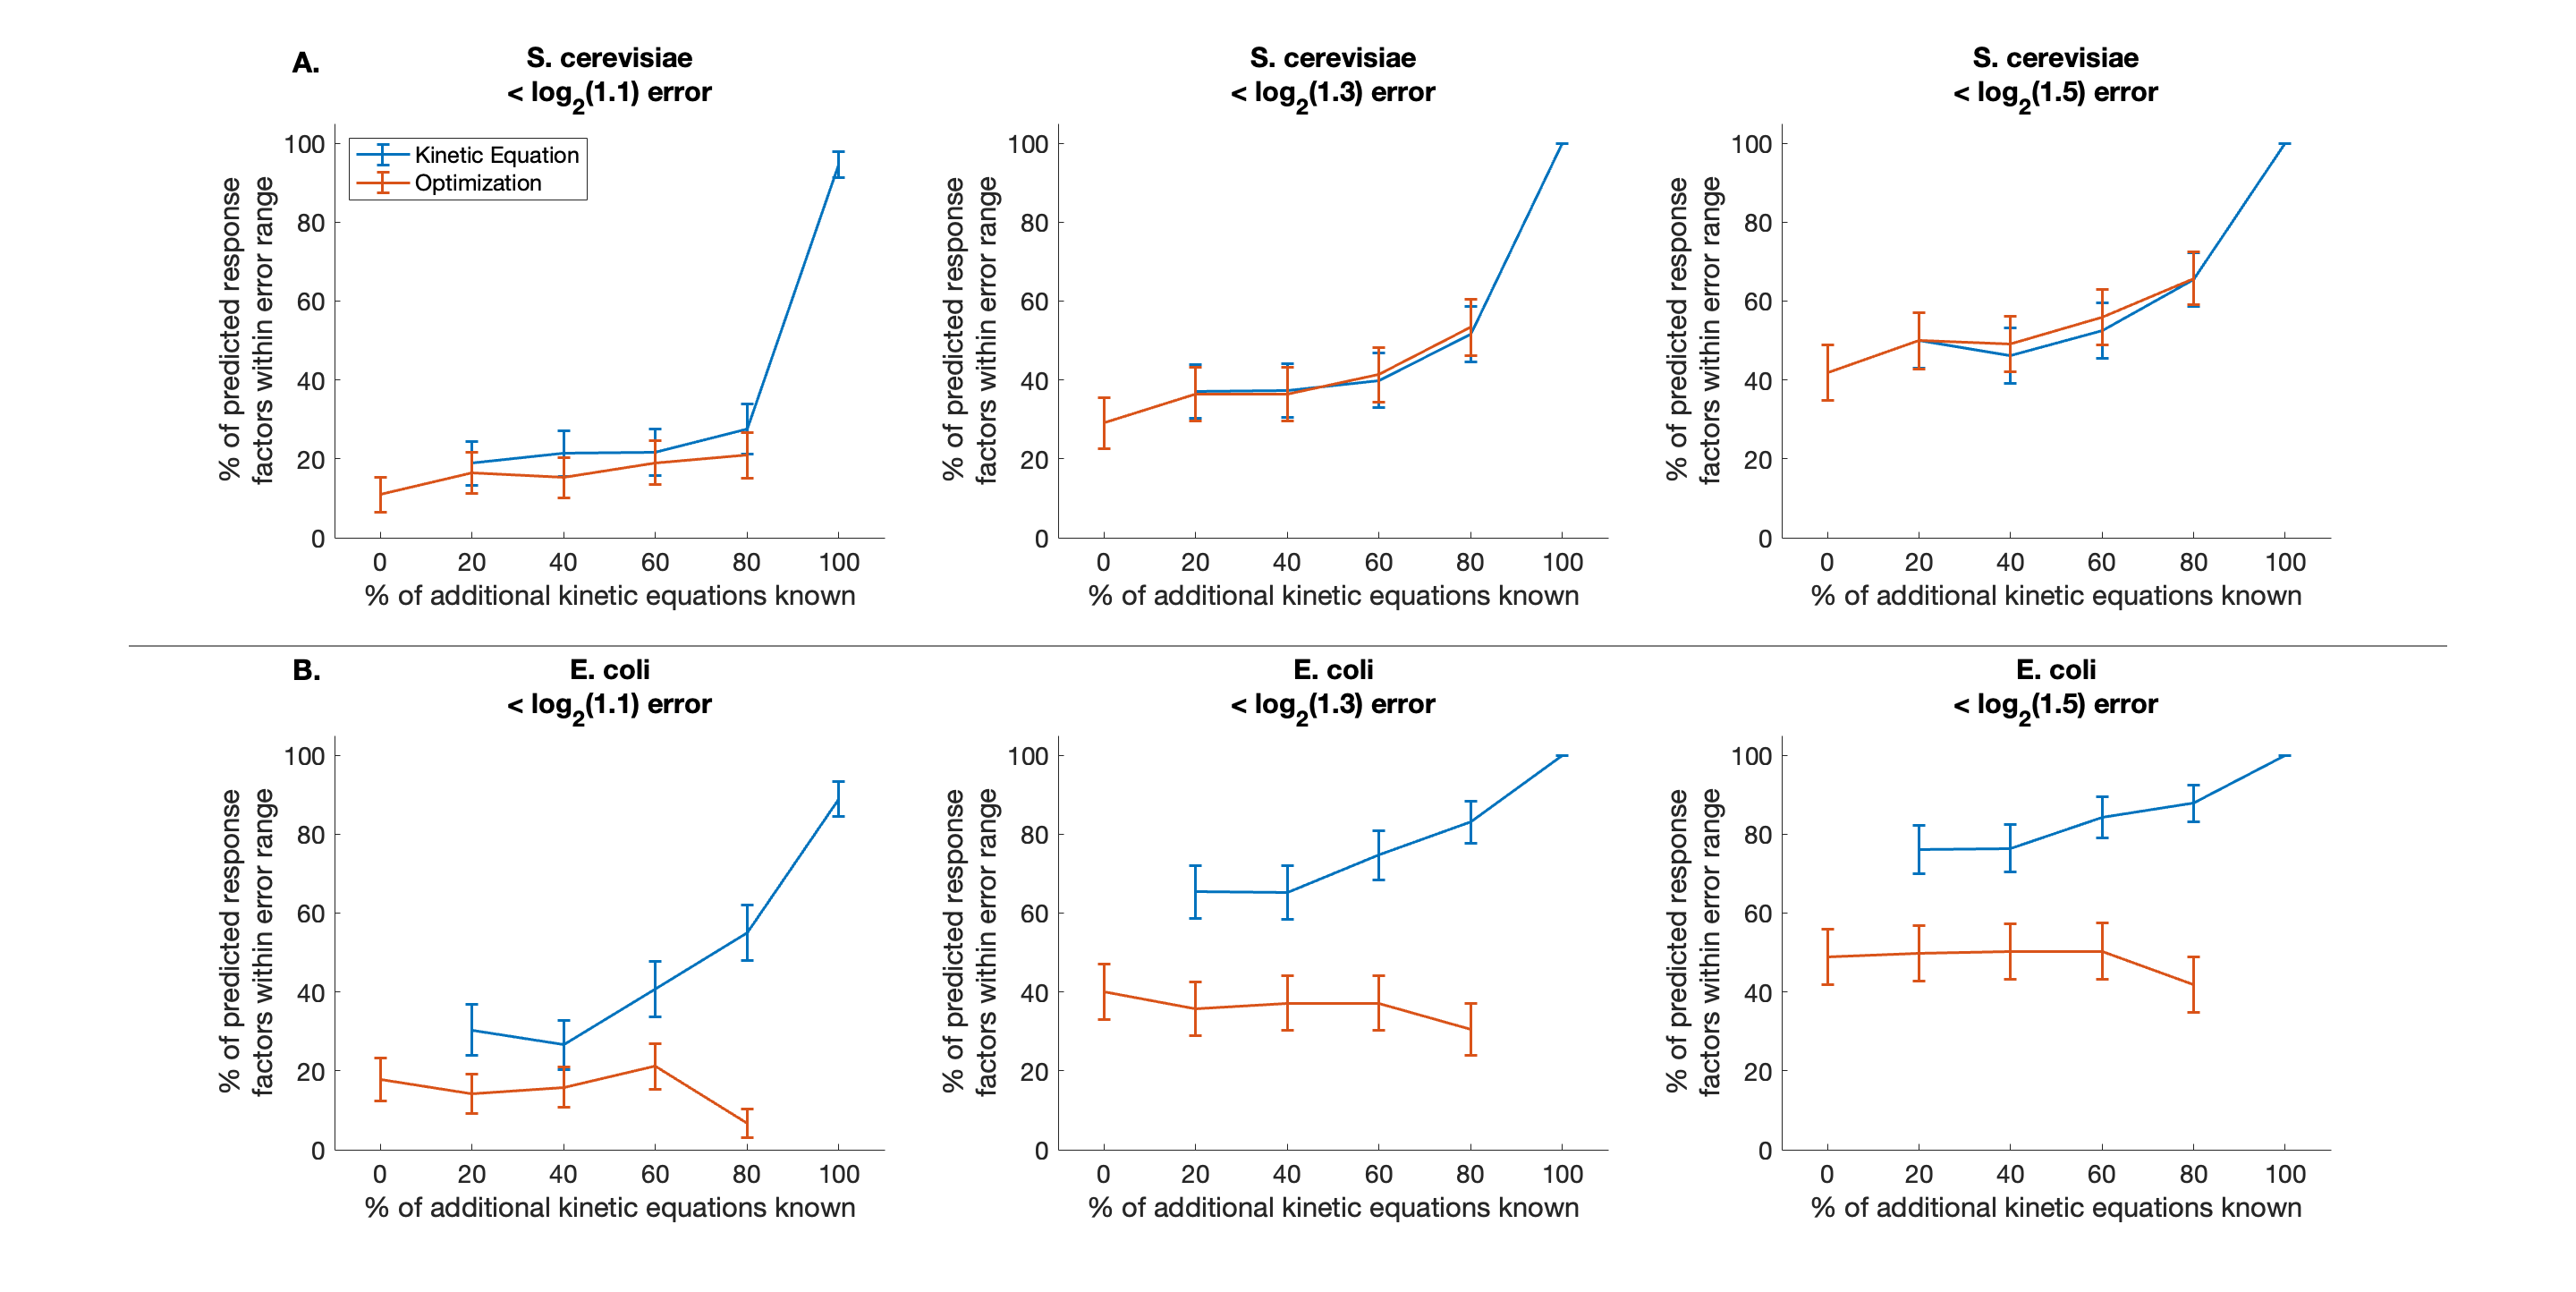 A.
S. cerevisiae
< log2(1.1) error
% of predicted response
factors within error range
100
80
60
40
20
0
Kinetic Equation
Optimization
0 20 40 60 80 100
% of additional kinetic equations known
S. cerevisiae
< log2(1.3) error
% of predicted response
factors within error range
100
80
60
40
20
0
0 20 40 60 80 100
% of additional kinetic equations known
S. cerevisiae
< log2(1.5) error
% of predicted response
factors within error range
100
80
60
40
20
0
0 20 40 60 80 100
% of additional kinetic equations known
B.
E. coli
< log2(1.1) error
% of predicted response
factors within error range
100
80
60
40
20
0
0 20 40 60 80 100
% of additional kinetic equations known
E. coli
< log2(1.3) error
% of predicted response
factors within error range
100
80
60
40
20
0
0 20 40 60 80 100
% of additional kinetic equations known
E. coli
< log2(1.5) error
% of predicted response
factors within error range
100
80
60
40
20
0
0 20 40 60 80 100
% of additional kinetic equations known